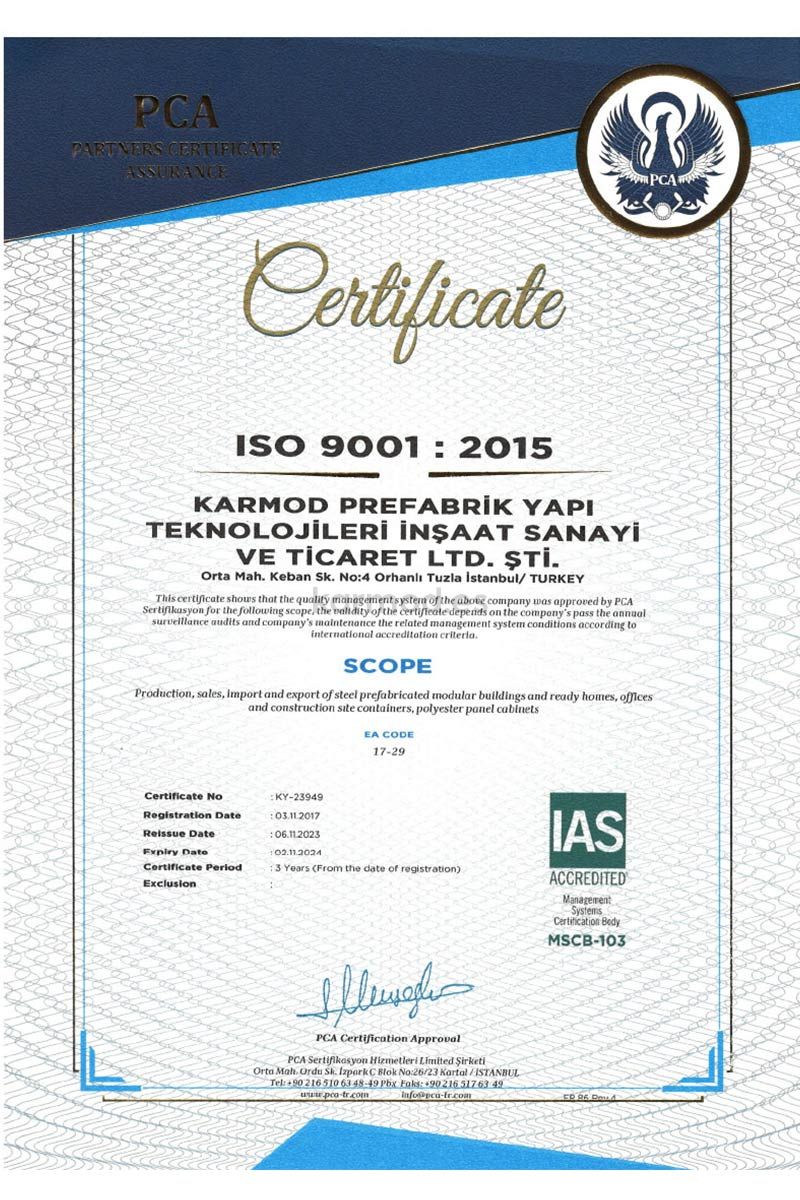 PCA
PARTNERS CERTIFICATE
ASSURANCE
PCA
Certificate
ISO 9001 : 2015
KARMOD PREFABRİK YAPI
TEKNOLOJİLERİ İNŞAAT SANAYİ
VE TİCARET LTD. ŞTİ.
Orta Mah. Keban Sk. No:4 Orhanlı Tuzla İstanbul/ TURKEY
This certificate shows that the quality management system of the above company was approved by PCA
Sertifikasyon for the following scope, the validity of the certificate depends on the company's pass the annual
surveillance audits and company's maintenance the related management system conditions according to
international accreditation criteria.
SCOPE
Production, sales, import and export of steel prefabricated modular buildings and ready homes, offices
and construction site containers, polyester panel cabinets
EA CODE
17-29
Certificate No : KY-23949
Registration Date : 03.11.2017
Reissue Date : 06.11.2023
Expiry Date : 02.11.2024
Certificate Period : 3 Years (From the date of registration)
Exclusion :
IAS
ACCREDITED
Management
Systems
Certification Body
MSCB-103
PCA Certification Approval
PCA Sertifikasyon Hizmetleri Limited Şirketi
Orta Mah. Ordu Sk. İzpark C Blok No:26/23 Kartal / İSTANBUL
Tel: +90 216 510 63 48-49 Pbx Faks: +90 216 517 63 49
www.pca-tr.com info@pca-tr.com
FR.86 Rev.4